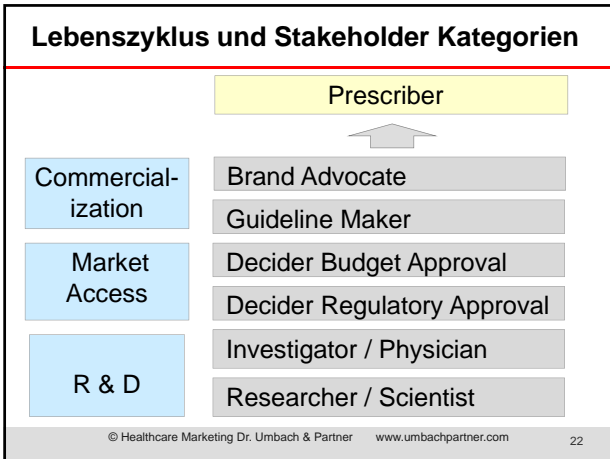 Lebenszyklus und Stakeholder Kategorien
Prescriber
Commercial-
ization
Brand Advocate
Guideline Maker
Market
Access
Decider Budget Approval
Decider Regulatory Approval
R & D
Investigator / Physician
Researcher / Scientist
© Healthcare Marketing Dr. Umbach & Partner www.umbachpartner.com 22